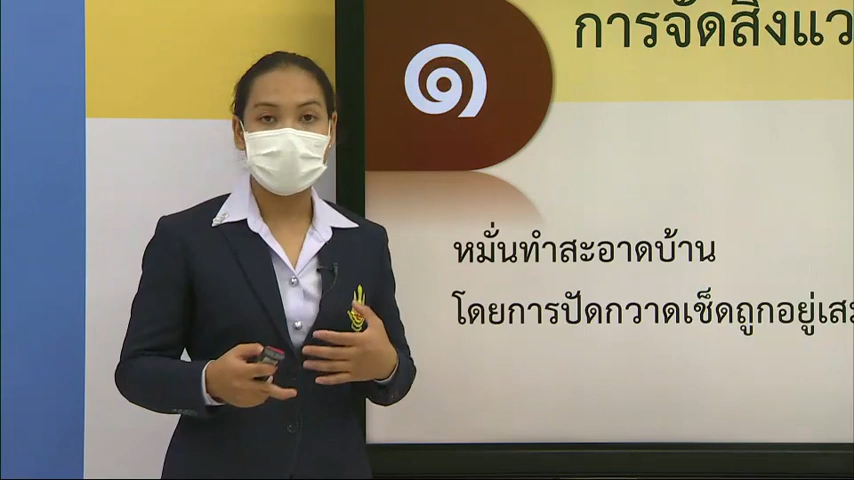 ๑
การจัดสิ่งแว
หมั่นทำสะอาดบ้าน
โดยการปัดกวาดเช็ดถูกอยู่เสม